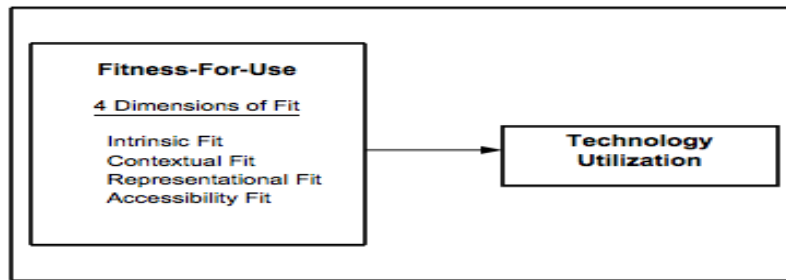 Fitness-For-Use
4 Dimensions of Fit
Intrinsic Fit
Contextual Fit
Representational Fit
Accessibility Fit
Technology
Utilization